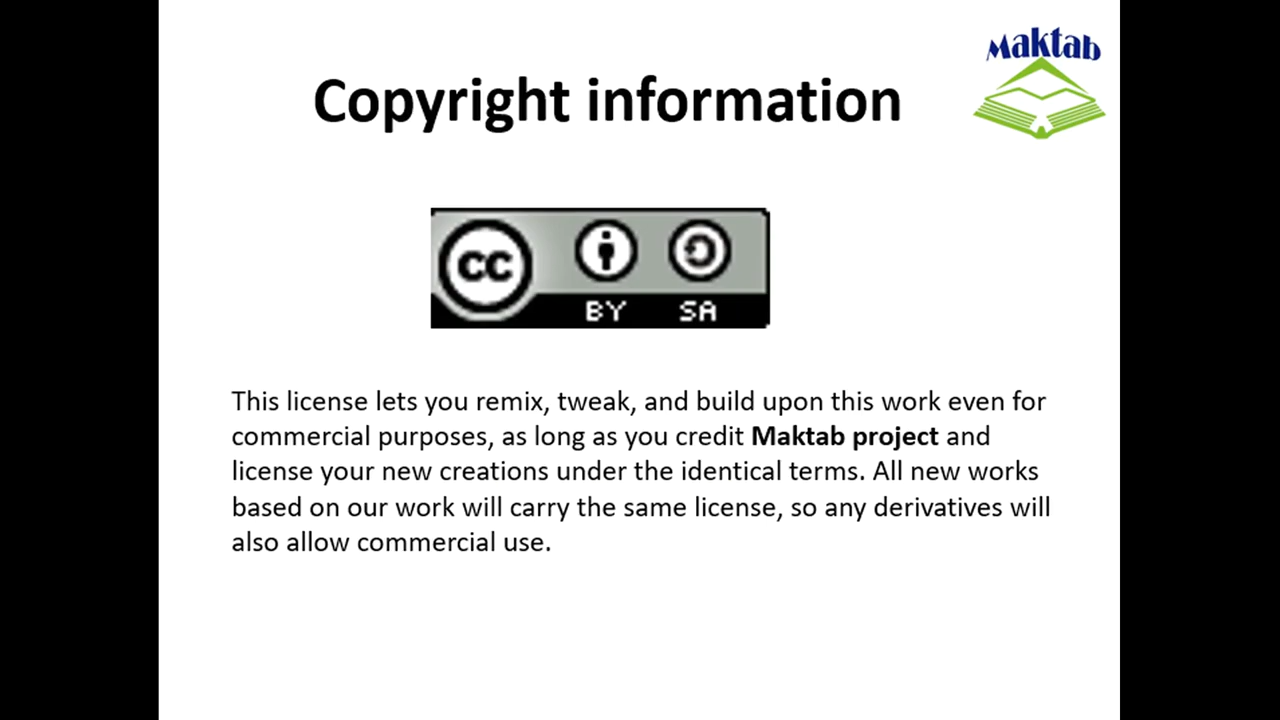 Maktab
Copyright information
CC
BY SA
This license lets you remix, tweak, and build upon this work even for
commercial purposes, as long as you credit Maktab project and
license your new creations under the identical terms. All new works
based on our work will carry the same license, so any derivatives will
also allow commercial use.